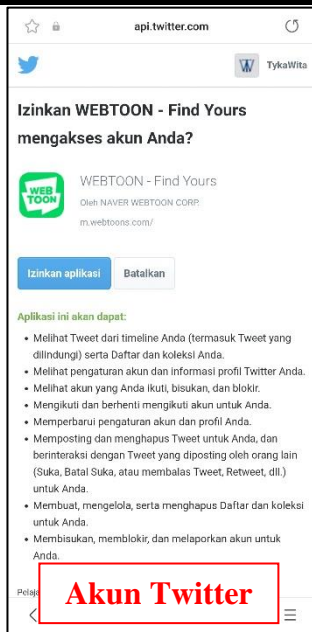 api.twitter.com
TykaWita
Izinkan WEBTOON - Find Yours
mengakses akun Anda?
WEB
TOON
WEBTOON - Find Yours
Oleh NAVER WEBTOON CORP.
m.webtoons.com/
Izinkan aplikasi
Batalkan
Aplikasi ini akan dapat:
• Melihat Tweet dari timeline Anda (termasuk Tweet yang
dilindungi) serta Daftar dan koleksi Anda.
• Melihat pengaturan akun dan informasi profil Twitter Anda.
• Melihat akun yang Anda ikuti, bisukan, dan blokir.
• Mengikuti dan berhenti mengikuti akun untuk Anda.
• Memperbarui pengaturan akun dan profil Anda.
• Memposting dan menghapus Tweet untuk Anda, dan
berinteraksi dengan Tweet yang diposting oleh orang lain
(Suka, Batal Suka, atau membalas Tweet, Retweet, dll.)
untuk Anda.
• Membuat, mengelola, serta menghapus Daftar dan koleksi
untuk Anda.
• Membisukan, memblokir, dan melaporkan akun untuk
Anda.
Akun Twitter